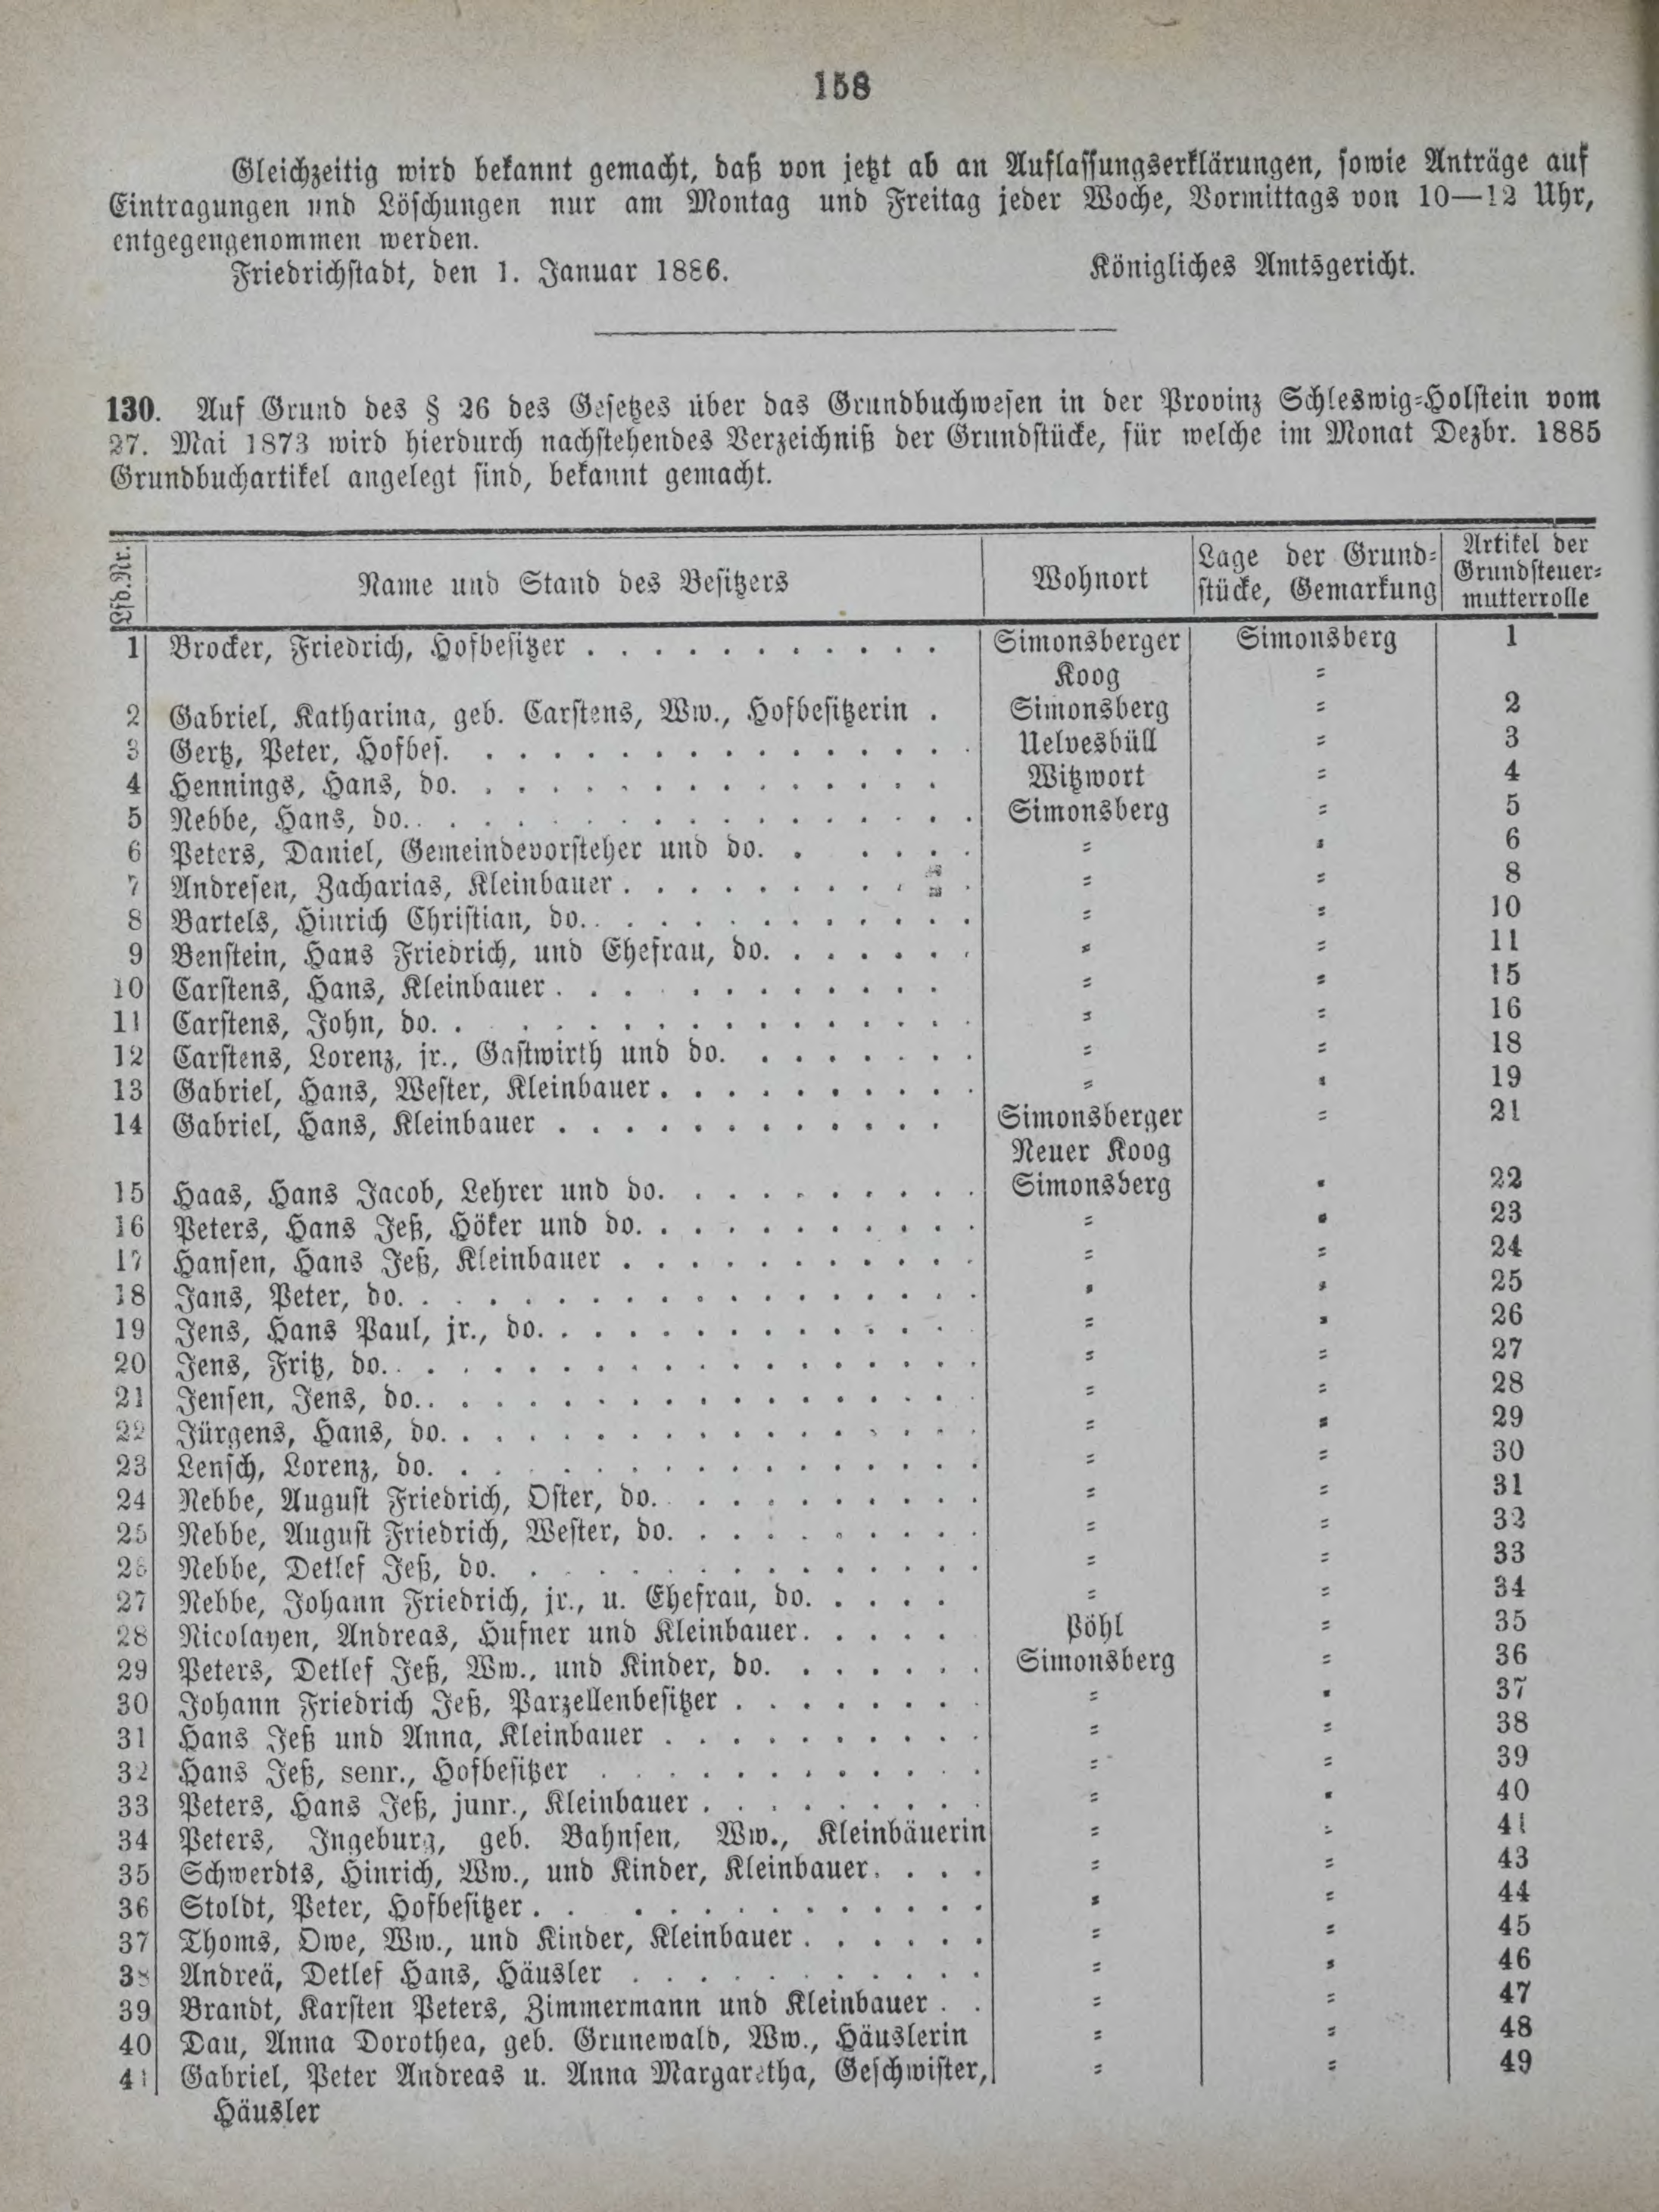 158
Gleichzeitig wird bekannt gemacht, daß von jetzt ab an Auflassungserklärungen, sowie Anträge auf
Eintragungen und Löschungen nur am Montag und Freitag jeder Woche, Vormittags von 10—12 Uhr,
entgegengenommen werden.
Friedrichstadt, den 1. Januar 1886. Königliches Amtsgericht.
130. Auf Grund des § 26 des Gesetzes über das Grundbuchwesen in der Provinz Schleswig-Holstein vom
27. Mai 1873 wird hierdurch nachstehendes Verzeichniß der Grundstücke, für welche im Monat Dezbr. 1885
Grundbuchartikel angelegt sind, bekannt gemacht.
Lfd. Nr. Name und Stand des Besitzers Wohnort Lage der Grund- Artikel der
stücke, Gemarkung Grundsteuer-
mutterrolle
1 Brocker, Friedrich, Hofbesitzer . . . . . . . . . . . Simonsberger Simonsberg 1
Koog =
2 Gabriel, Katharina, geb. Carstens, Ww., Hofbesitzerin . Simonsberg = 2
3 Gertz, Peter, Hofbes. . . . . . . . . . . . . . . . Uelvesbüll = 3
4 Hennings, Hans, do. . . . . . . . . . . . . . . Witzwort = 4
5 Nebbe, Hans, do. . . . . . . . . . . . . . . . . . Simonsberg = 5
6 Peters, Daniel, Gemeindevorsteher und do. . . . . . . = = 6
7 Andresen, Zacharias, Kleinbauer . . . . . . . . . . . = = 8
8 Bartels, Hinrich Christian, do. . . . . . . . . . . . . = = 10
9 Benstein, Hans Friedrich, und Ehefrau, do. . . . . . . = = 11
10 Carstens, Hans, Kleinbauer . . . . . . . . . . . . = = 15
11 Carstens, John, do. . . . . . . . . . . . . . . . = = 16
12 Carstens, Lorenz, jr., Gastwirth und do. . . . . . . . = = 18
13 Gabriel, Hans, Wester, Kleinbauer . . . . . . . . . . = = 19
14 Gabriel, Hans, Kleinbauer . . . . . . . . . . . . Simonsberger = 21
Neuer Koog
15 Haas, Hans Jacob, Lehrer und do. . . . . . . . . . . Simonsberg = 22
16 Peters, Hans Jeß, Höker und do. . . . . . . . . . . . = = 23
17 Hansen, Hans Jeß, Kleinbauer . . . . . . . . . . . = = 24
18 Jans, Peter, do. . . . . . . . . . . . . . . . . . = = 25
19 Jens, Hans Paul, jr., do. . . . . . . . . . . . . . = = 26
20 Jens, Fritz, do. . . . . . . . . . . . . . . . . . . = = 27
21 Jensen, Jens, do. . . . . . . . . . . . . . . . . . = = 28
22 Jürgens, Hans, do. . . . . . . . . . . . . . . . . = = 29
23 Lensch, Lorenz, do. . . . . . . . . . . . . . . . . = = 30
24 Nebbe, August Friedrich, Oster, do. . . . . . . . . . . = = 31
25 Nebbe, August Friedrich, Wester, do. . . . . . . . . . = = 32
26 Nebbe, Detlef Jeß, do. . . . . . . . . . . . . . . = = 33
27 Nebbe, Johann Friedrich, jr., u. Ehefrau, do. . . . . . = = 34
28 Nicolayen, Andreas, Hufner und Kleinbauer. . . . . . Pöhl = 35
29 Peters, Detlef Jeß, Ww., und Kinder, do. . . . . . . . Simonsberg = 36
30 Johann Friedrich Jeß, Parzellenbesitzer . . . . . . . . = = 37
31 Hans Jeß und Anna, Kleinbauer . . . . . . . . . . = = 38
32 Hans Jeß, senr., Hofbesitzer . . . . . . . . . . . . = = 39
33 Peters, Hans Jeß, junr., Kleinbauer . . . . . . . . . = = 40
34 Peters, Ingeburg, geb. Bahnsen, Ww., Kleinbäuerin = = 41
35 Schwerdts, Hinrich, Ww., und Kinder, Kleinbauer. . . . = = 43
36 Stoldt, Peter, Hofbesitzer . . . . . . . . . . . . . = = 44
37 Thoms, Owe, Ww., und Kinder, Kleinbauer . . . . . . = = 45
38 Andreä, Detlef Hans, Häusler . . . . . . . . . . . = = 46
39 Brandt, Karsten Peters, Zimmermann und Kleinbauer . . = = 47
40 Dau, Anna Dorothea, geb. Grunewald, Ww., Häuslerin = = 48
41 Gabriel, Peter Andreas u. Anna Margaretha, Geschwister, = = 49
Häusler